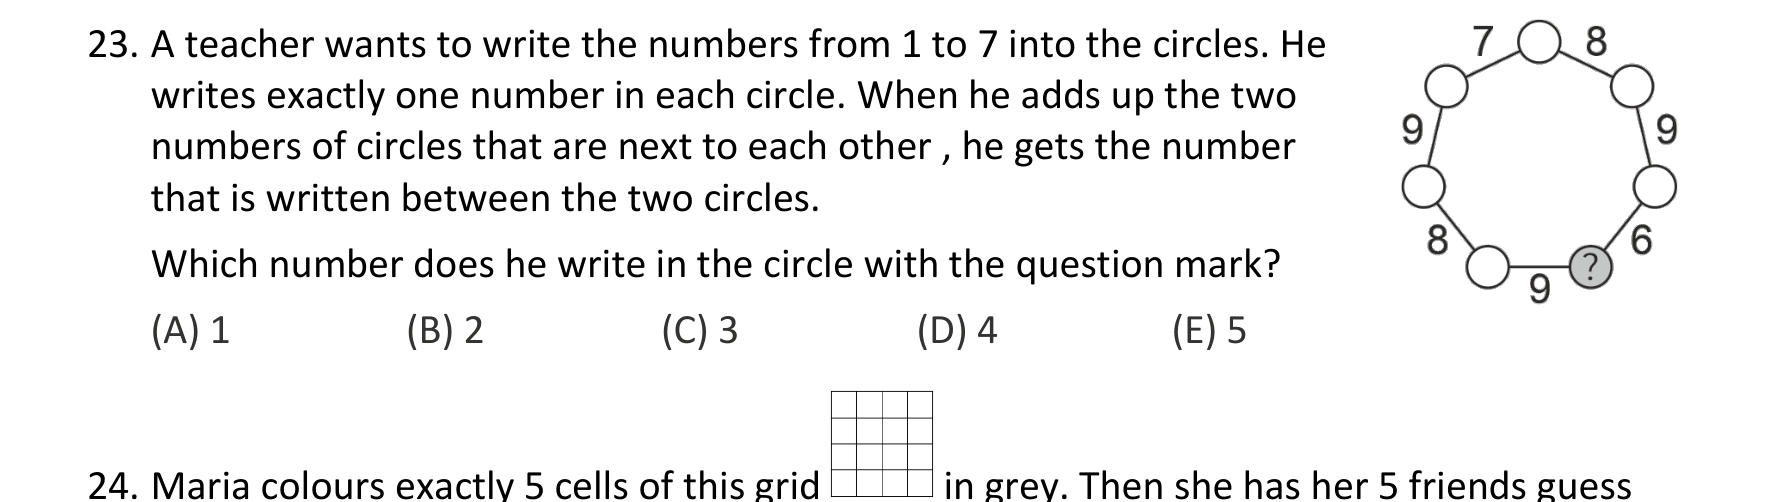 23. A teacher wants to write the numbers from 1 to 7 into the circles. He
writes exactly one number in each circle. When he adds up the two
numbers of circles that are next to each other , he gets the number
that is written between the two circles.
Which number does he write in the circle with the question mark?
(A) 1 (B) 2 (C) 3 (D) 4 (E) 5
7 8
9 9
8 6
?
9
24. Maria colours exactly 5 cells of this grid in grey. Then she has her 5 friends guess